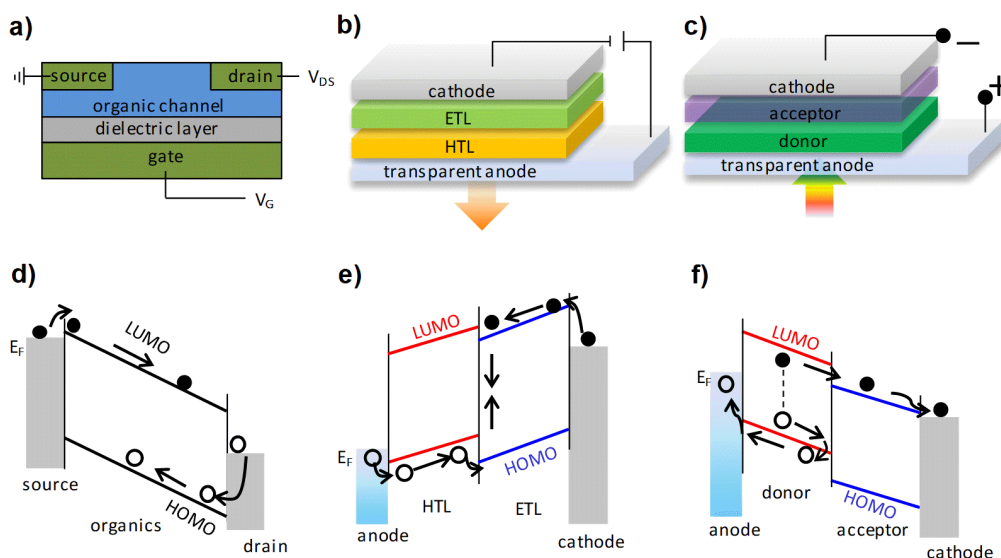 a)
source
drain
V_DS
organic channel
dielectric layer
gate
V_G
b)
cathode
ETL
HTL
transparent anode
c)
−
+
cathode
acceptor
donor
transparent anode
d)
E_F
LUMO
HOMO
source
organics
drain
e)
LUMO
E_F
HOMO
HTL
ETL
anode
cathode
f)
LUMO
E_F
donor
HOMO
anode
acceptor
cathode